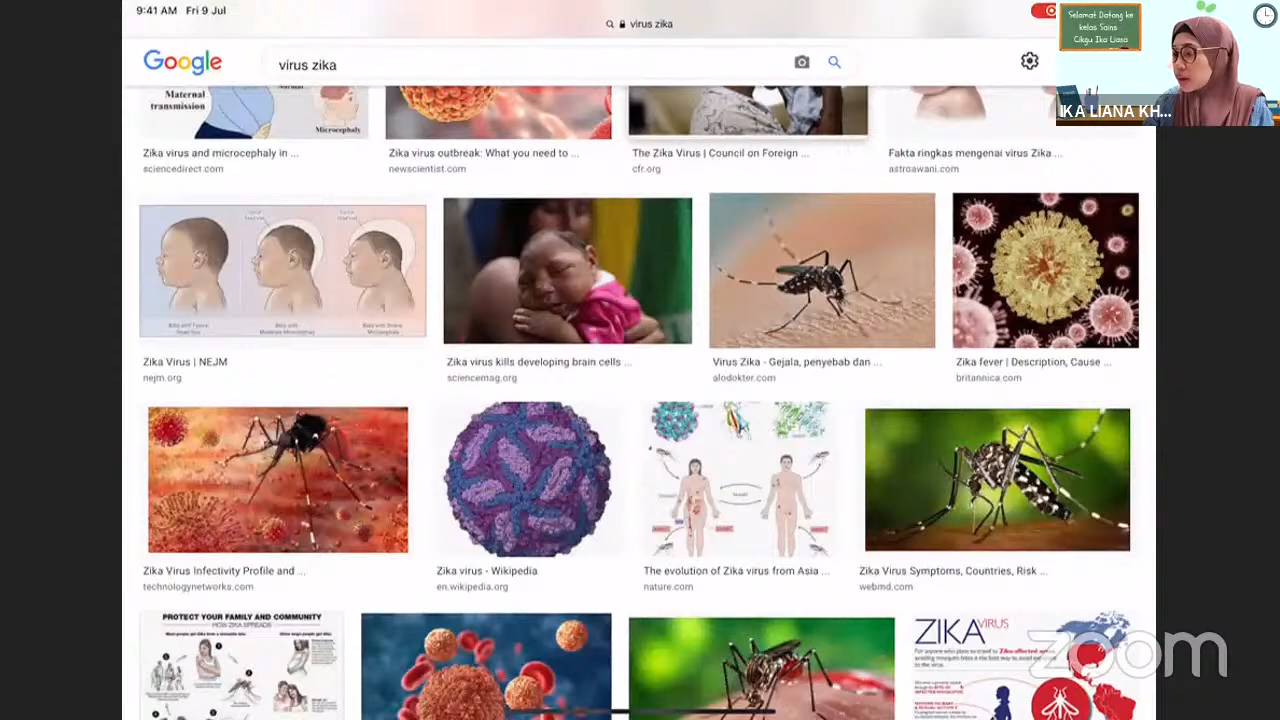 9:41 AM Fri 9 Jul
virus zika
Google
virus zika
Selamat Datang ke
kelas Sains
Cikgu Ika Liana
IKA LIANA KH...
Maternal
transmission
Normal
Microcephaly
Zika virus and microcephaly in ...
sciencedirect.com
Zika virus outbreak: What you need to ...
newscientist.com
The Zika Virus | Council on Foreign ...
cfr.org
Fakta ringkas mengenai virus Zika ...
astroawani.com
Zika Virus | NEJM
nejm.org
Zika virus kills developing brain cells ...
sciencemag.org
Virus Zika - Gejala, penyebab dan ...
alodokter.com
Zika fever | Description, Cause ...
britannica.com
Zika Virus Infectivity Profile and ...
technologynetworks.com
Zika virus - Wikipedia
en.wikipedia.org
The evolution of Zika virus from Asia ...
nature.com
Zika Virus Symptoms, Countries, Risk ...
webmd.com
PROTECT YOUR FAMILY AND COMMUNITY
HOW ZIKA SPREADS
ZIKA VIRUS
zoom